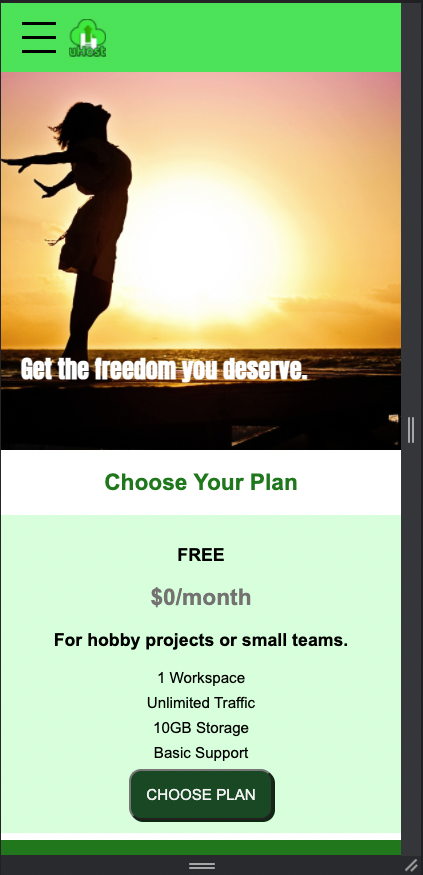 uHost
Get the freedom you deserve.
Choose Your Plan
FREE
$0/month
For hobby projects or small teams.
1 Workspace
Unlimited Traffic
10GB Storage
Basic Support
CHOOSE PLAN